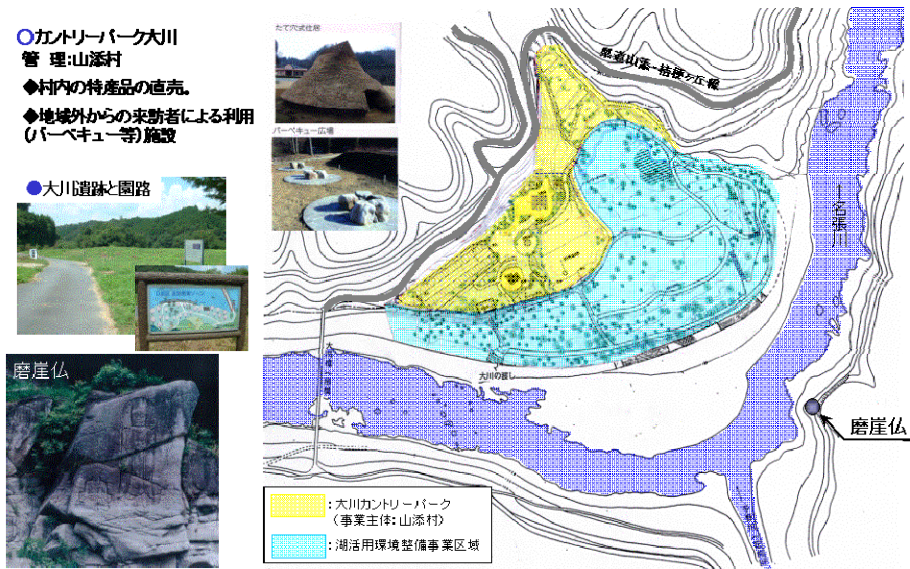 ○カントリーパーク大川
管 理:山添村
◆村内の特産品の直売。
◆地域外からの来訪者による利用
(バーベキュー等)施設
たて穴式住居
バーベキュー広場
●大川遺跡と園路
磨崖仏
県道山添-桔梗ヶ丘線
大川の渡し
磨崖仏
:大川カントリーパーク
(事業主体:山添村)
:湖活用環境整備事業区域